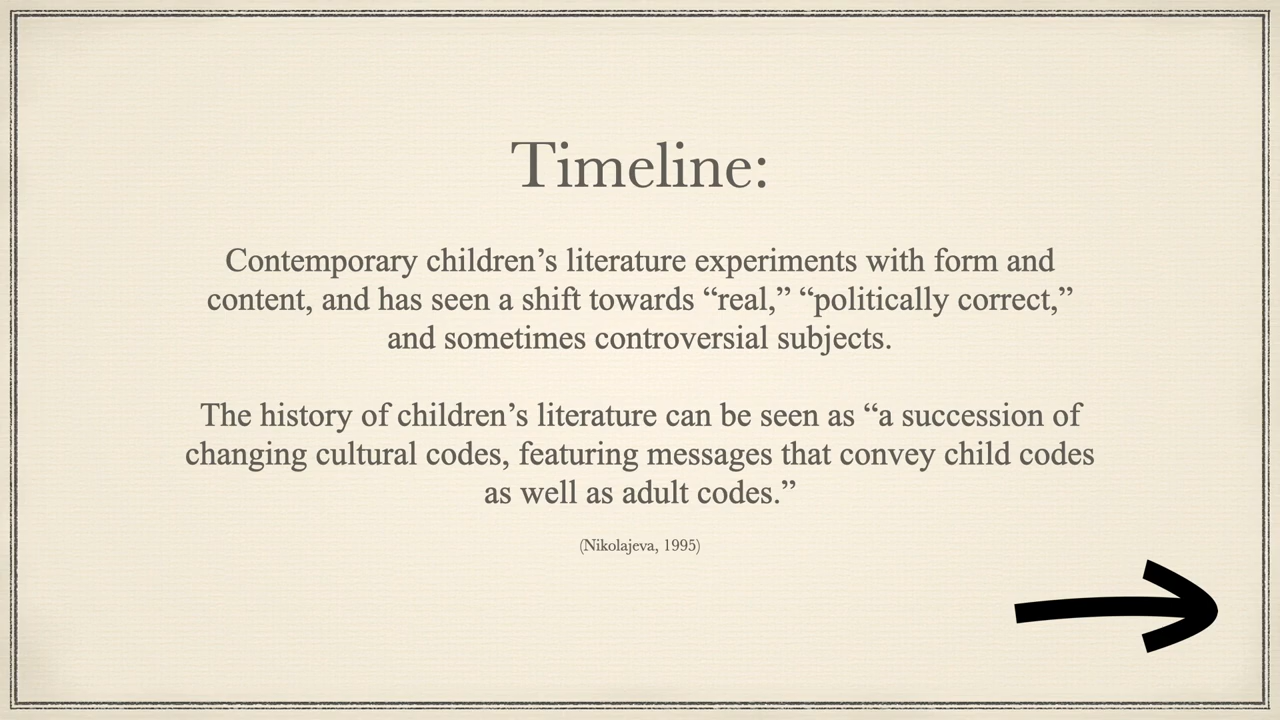 Timeline:
Contemporary children’s literature experiments with form and
content, and has seen a shift towards “real,” “politically correct,”
and sometimes controversial subjects.
The history of children’s literature can be seen as “a succession of
changing cultural codes, featuring messages that convey child codes
as well as adult codes.”
(Nikolajeva, 1995)